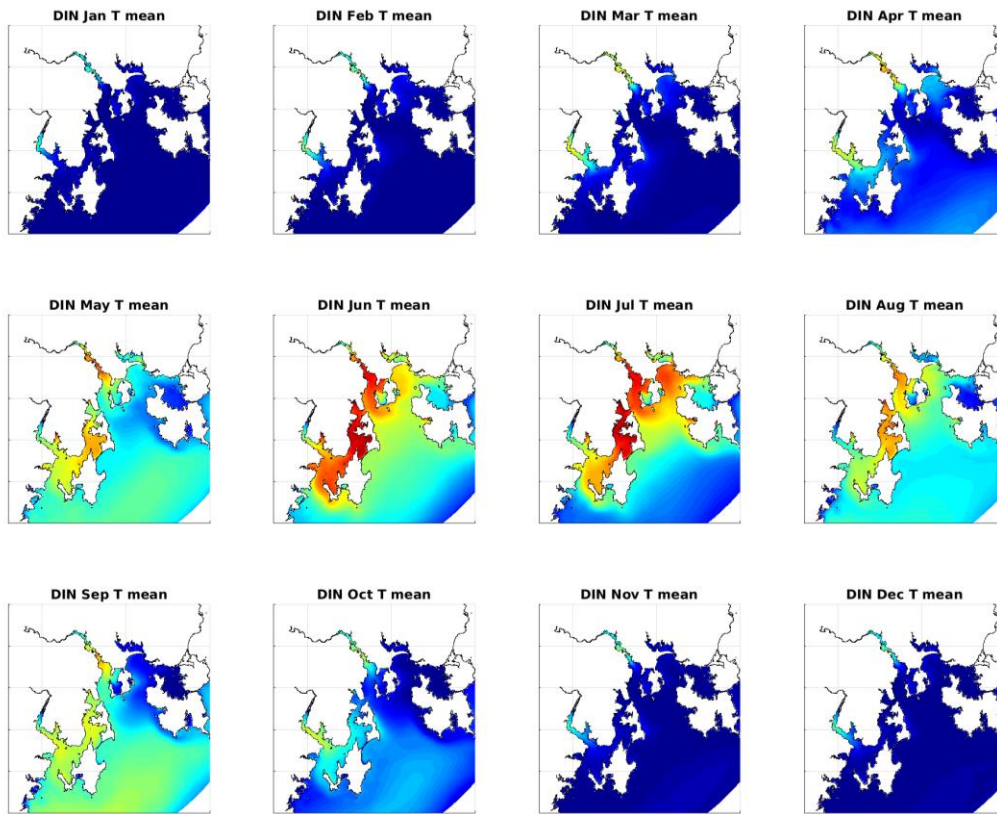 DIN Jan T mean
DIN Feb T mean
DIN Mar T mean
DIN Apr T mean
DIN May T mean
DIN Jun T mean
DIN Jul T mean
DIN Aug T mean
DIN Sep T mean
DIN Oct T mean
DIN Nov T mean
DIN Dec T mean